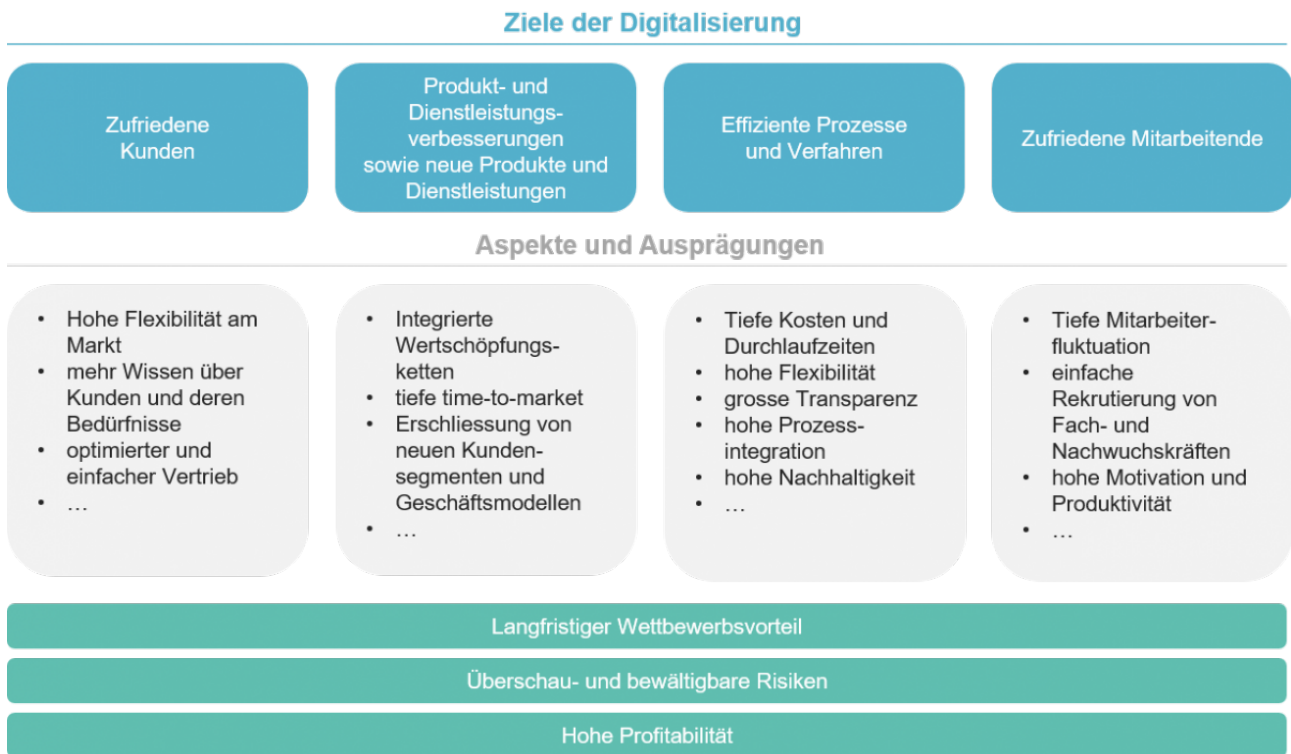 Ziele der Digitalisierung
Zufriedene
Kunden
Produkt- und
Dienstleistungs-
verbesserungen
sowie neue Produkte und
Dienstleistungen
Effiziente Prozesse
und Verfahren
Zufriedene Mitarbeitende
Aspekte und Ausprägungen
• Hohe Flexibilität am
Markt
• mehr Wissen über
Kunden und deren
Bedürfnisse
• optimierter und
einfacher Vertrieb
• …
• Integrierte
Wertschöpfungs-
ketten
• tiefe time-to-market
• Erschliessung von
neuen Kunden-
segmenten und
Geschäftsmodellen
• …
• Tiefe Kosten und
Durchlaufzeiten
• hohe Flexibilität
• grosse Transparenz
• hohe Prozess-
integration
• hohe Nachhaltigkeit
• …
• Tiefe Mitarbeiter-
fluktuation
• einfache
Rekrutierung von
Fach- und
Nachwuchskräften
• hohe Motivation und
Produktivität
• …
Langfristiger Wettbewerbsvorteil
Überschau- und bewältigbare Risiken
Hohe Profitabilität